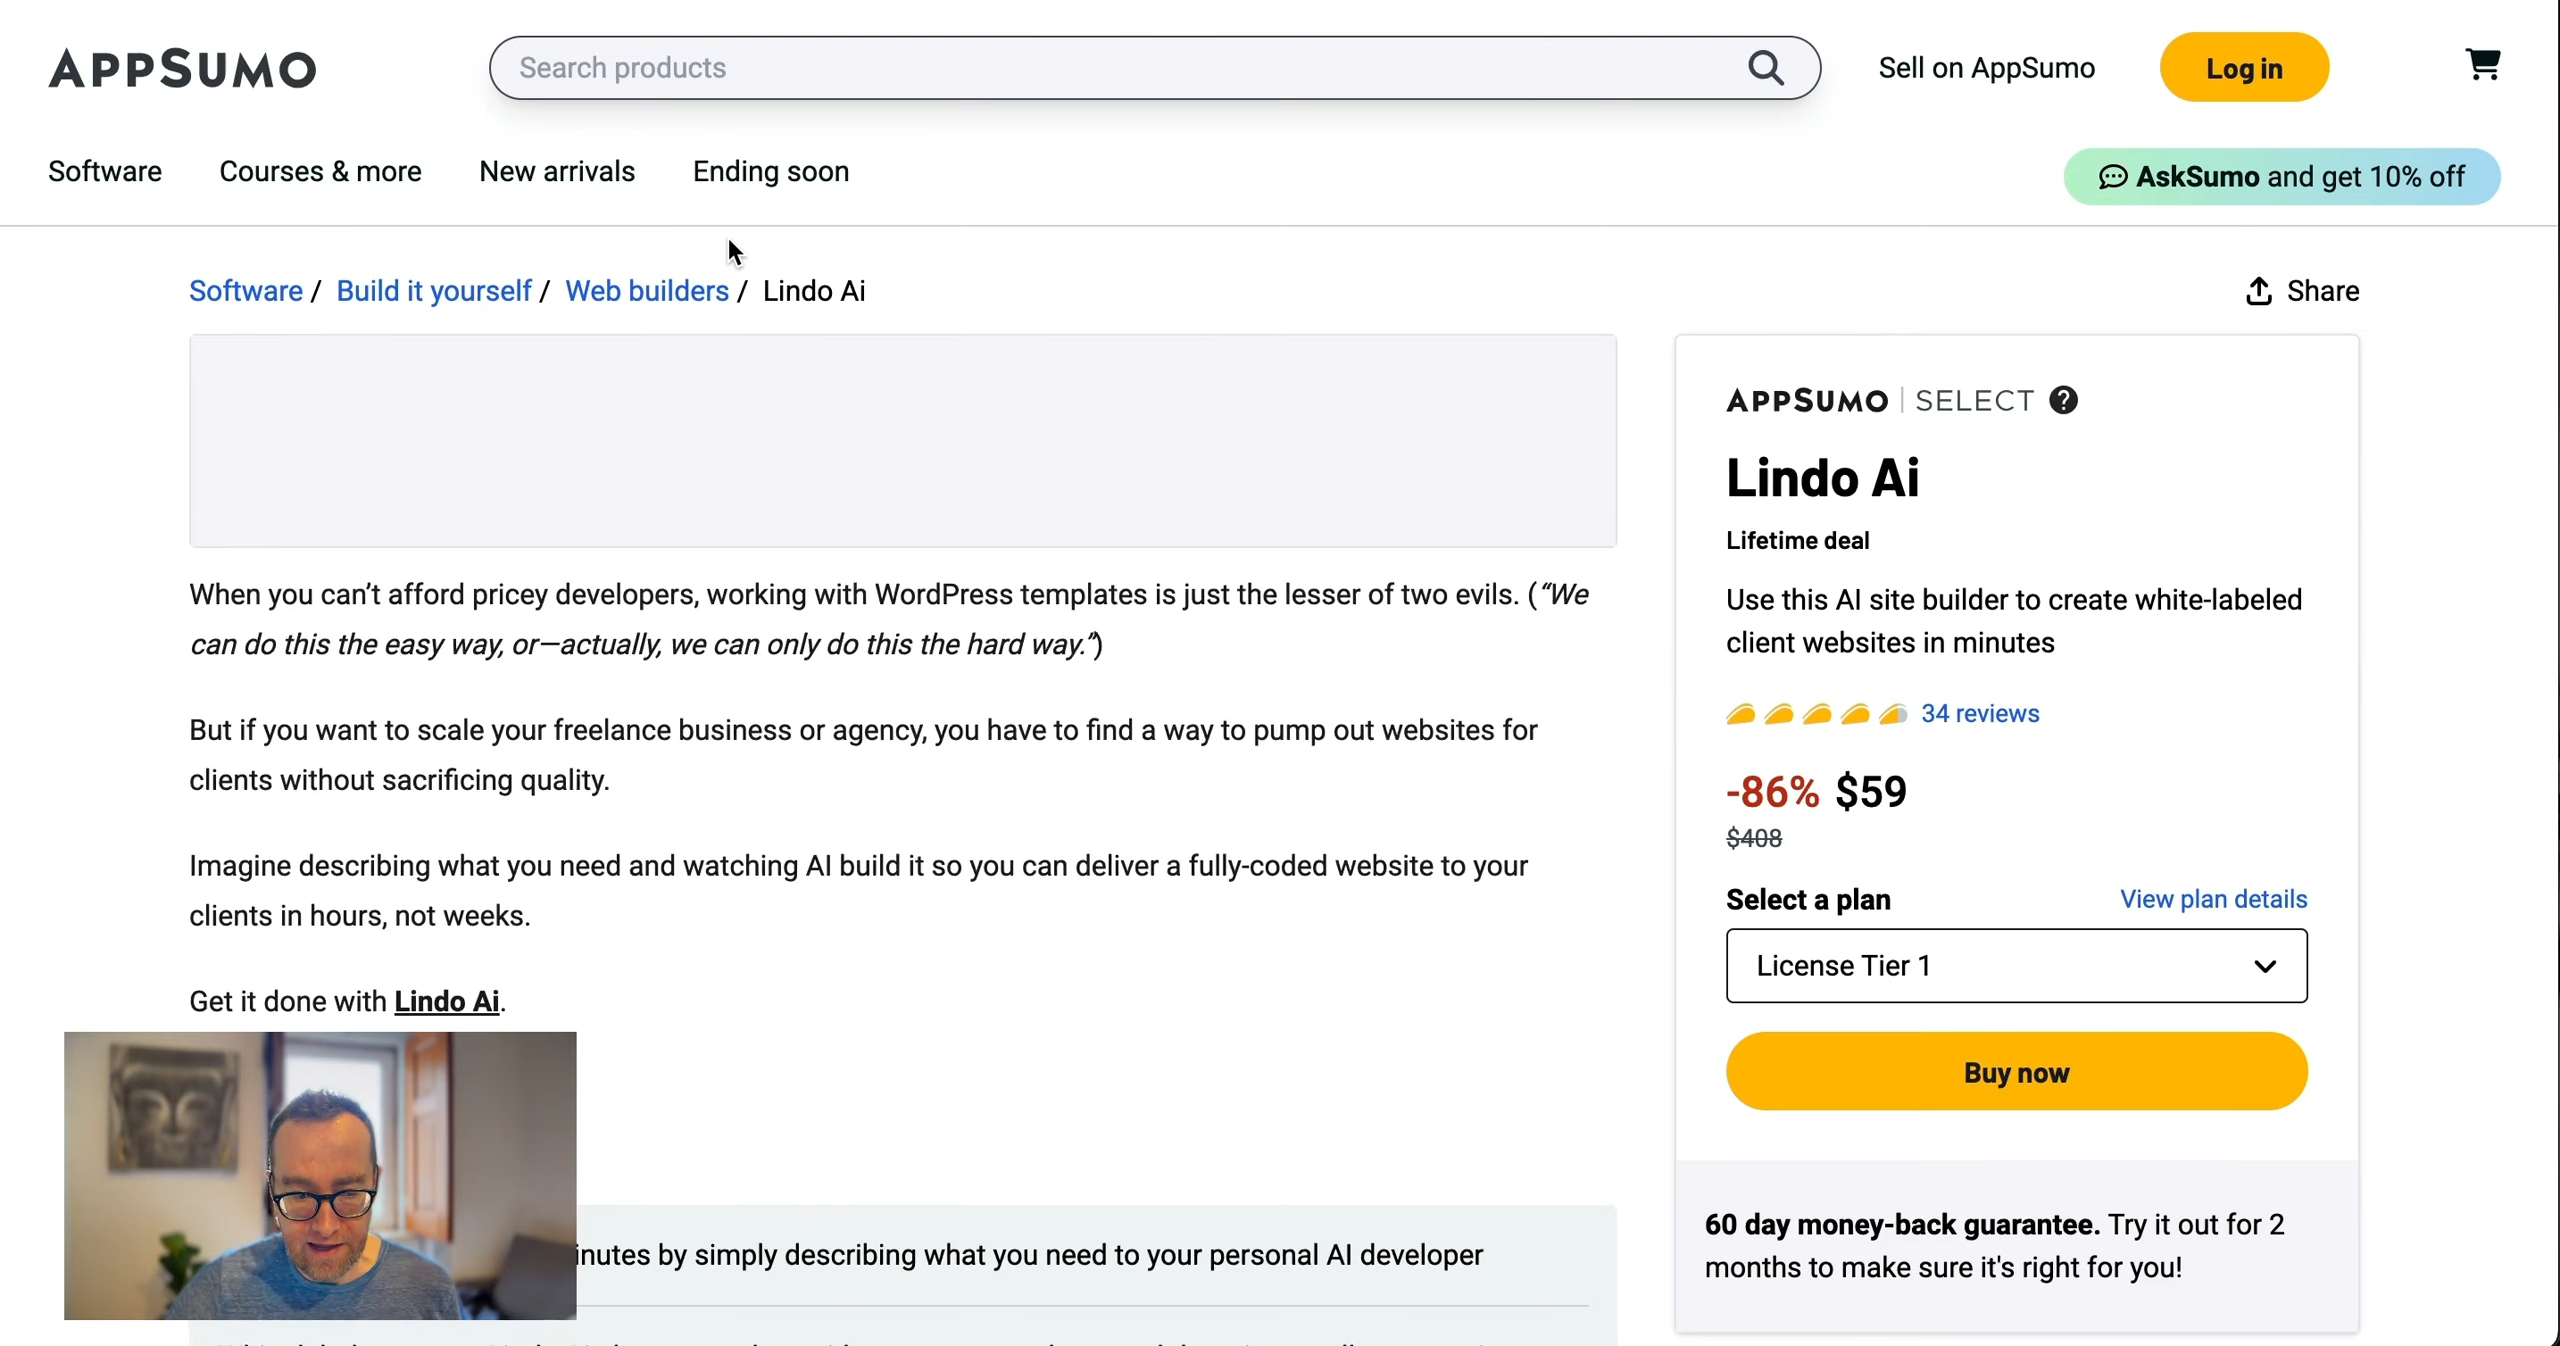 APPSUMO
Search products
Sell on AppSumo
Log in
Software
Courses & more
New arrivals
Ending soon
AskSumo and get 10% off
Software / Build it yourself / Web builders / Lindo Ai
Share
When you can’t afford pricey developers, working with WordPress templates is just the lesser of two evils. (“We
can do this the easy way, or—actually, we can only do this the hard way.”)
But if you want to scale your freelance business or agency, you have to find a way to pump out websites for
clients without sacrificing quality.
Imagine describing what you need and watching AI build it so you can deliver a fully-coded website to your
clients in hours, not weeks.
Get it done with Lindo Ai.
by simply describing what you need to your personal AI developer
APPSUMO | SELECT ?
Lindo Ai
Lifetime deal
Use this AI site builder to create white-labeled
client websites in minutes
34 reviews
-86% $59
$408
Select a plan
View plan details
License Tier 1
Buy now
60 day money-back guarantee. Try it out for 2
months to make sure it's right for you!